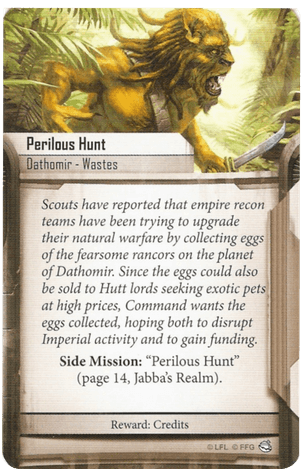 Perilous Hunt
Dathomir - Wastes
Scouts have reported that empire recon
teams have been trying to upgrade
their natural warfare by collecting eggs
of the fearsome rancors on the planet
of Dathomir. Since the eggs could also
be sold to Hutt lords seeking exotic pets
at high prices, Command wants the
eggs collected, hoping both to disrupt
Imperial activity and to gain funding.
Side Mission: “Perilous Hunt”
(page 14, Jabba's Realm).
Reward: Credits
© LFL © FFG